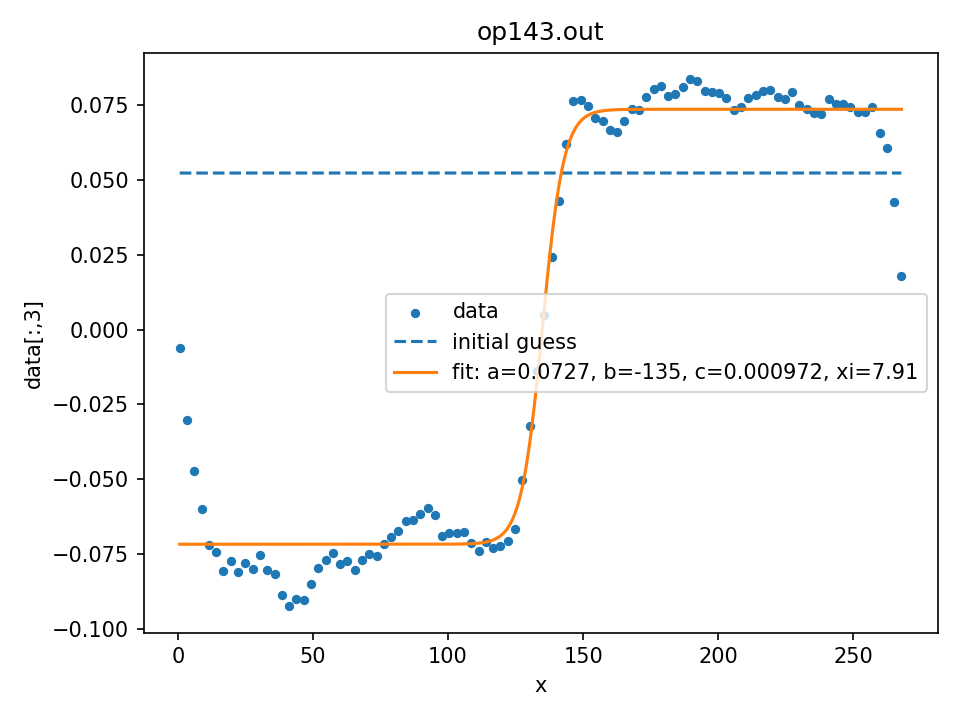 op143.out
0.075
0.050
0.025
0.000
−0.025
−0.050
−0.075
−0.100
data[:,3]
data
initial guess
fit: a=0.0727, b=-135, c=0.000972, xi=7.91
0 50 100 150 200 250
x